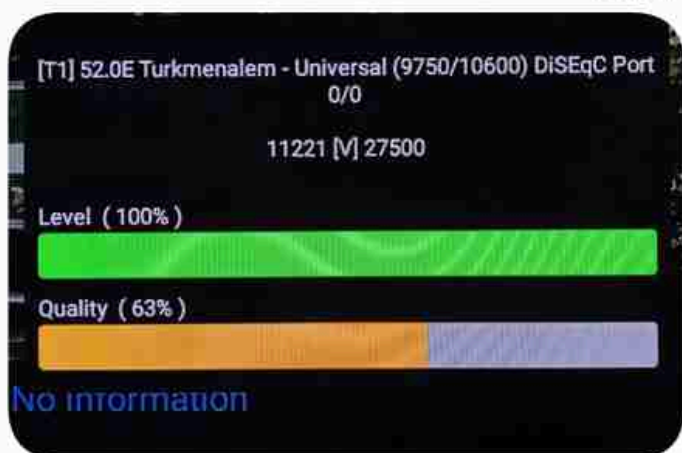 [T1] 52.0E Turkmenalem - Universal (9750/10600) DiSEqC Port
0/0
11221 [V] 27500
Level ( 100% )
Quality ( 63% )
No information